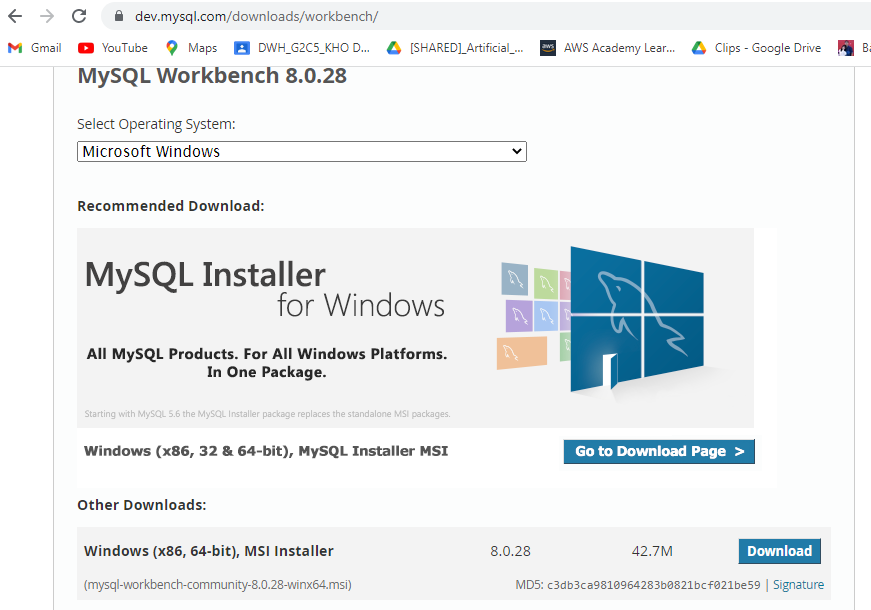 dev.mysql.com/downloads/workbench/
Gmail YouTube Maps DWH_G2C5_KHO D... [SHARED]_Artificial_... aws AWS Academy Lear... Clips - Google Drive Ba
MySQL Workbench 8.0.28
Select Operating System:
Microsoft Windows
Recommended Download:
MySQL Installer
for Windows
All MySQL Products. For All Windows Platforms.
In One Package.
Starting with MySQL 5.6 the MySQL Installer package replaces the standalone MSI packages.
Windows (x86, 32 & 64-bit), MySQL Installer MSI Go to Download Page >
Other Downloads:
Windows (x86, 64-bit), MSI Installer 8.0.28 42.7M Download
(mysql-workbench-community-8.0.28-winx64.msi) MD5: c3db3ca9810964283b0821bcf021be59 | Signature